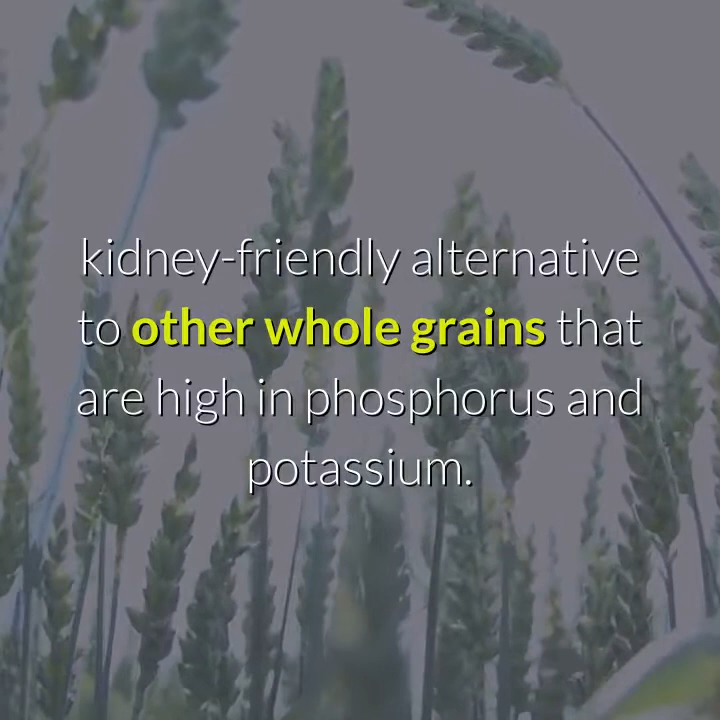 kidney-friendly alternative
to other whole grains that
are high in phosphorus and
potassium.